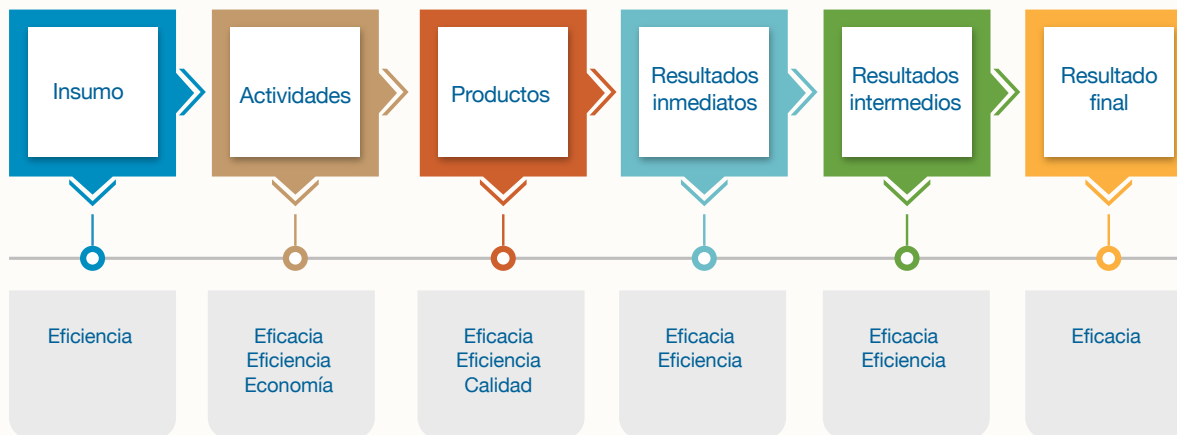 Insumo
Actividades
Productos
Resultados
inmediatos
Resultados
intermedios
Resultado
final
Eficiencia
Eficacia
Eficiencia
Economía
Eficacia
Eficiencia
Calidad
Eficacia
Eficiencia
Eficacia
Eficiencia
Eficacia